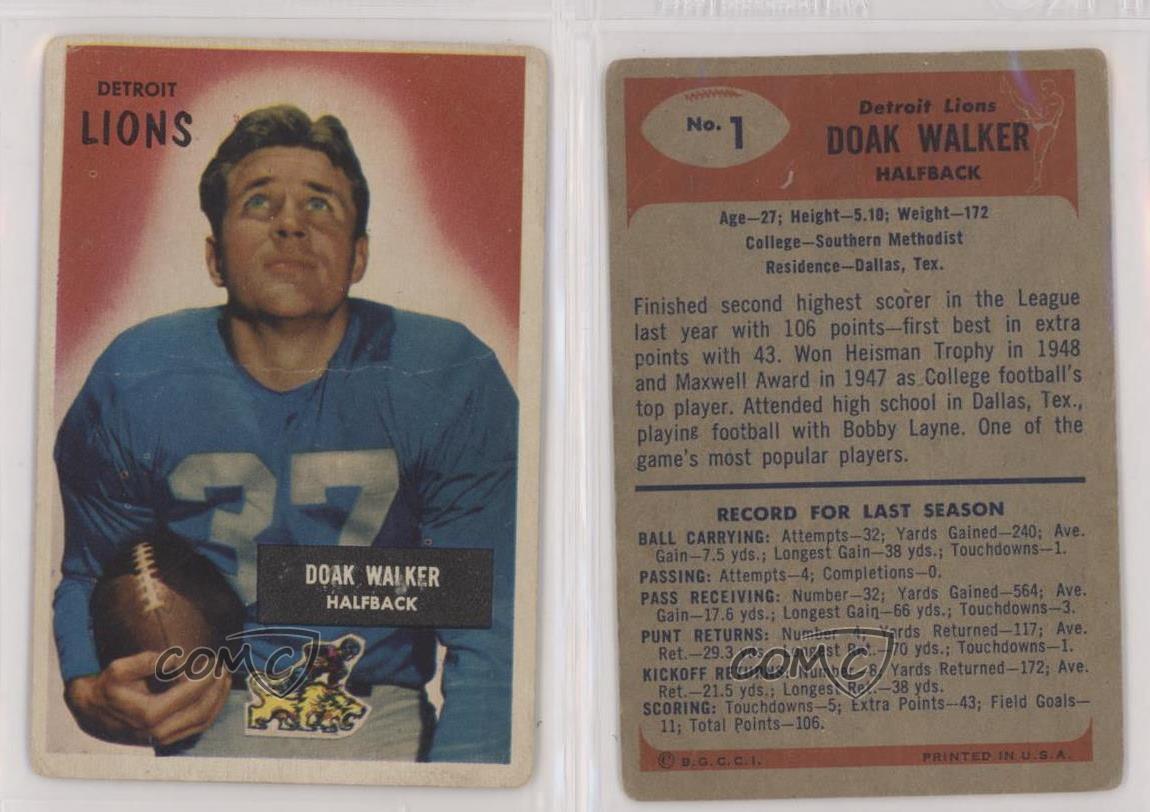 DETROIT
LIONS
37
DOAK WALKER
HALFBACK
COMC
No. 1
Detroit Lions
DOAK WALKER
HALFBACK
Age—27; Height—5.10; Weight—172
College—Southern Methodist
Residence—Dallas, Tex.
Finished second highest scorer in the League
last year with 106 points—first best in extra
points with 43. Won Heisman Trophy in 1948
and Maxwell Award in 1947 as College football's
top player. Attended high school in Dallas, Tex.,
playing football with Bobby Layne. One of the
game's most popular players.
RECORD FOR LAST SEASON
BALL CARRYING: Attempts—32; Yards Gained—240; Ave.
Gain—7.5 yds.; Longest Gain—38 yds.; Touchdowns—1.
PASSING: Attempts—4; Completions—0.
PASS RECEIVING: Number—32; Yards Gained—564; Ave.
Gain—17.6 yds.; Longest Gain—66 yds.; Touchdowns—3.
PUNT RETURNS: Number—4; Yards Returned—117; Ave.
Ret.—29.3 yds.; Longest Ret.—70 yds.; Touchdowns—1.
KICKOFF RETURNS: Number—8; Yards Returned—172; Ave.
Ret.—21.5 yds.; Longest Ret.—38 yds.
SCORING: Touchdowns—5; Extra Points—43; Field Goals—
11; Total Points—106.
COMC
© B.G.C.C.I.
PRINTED IN U.S.A.